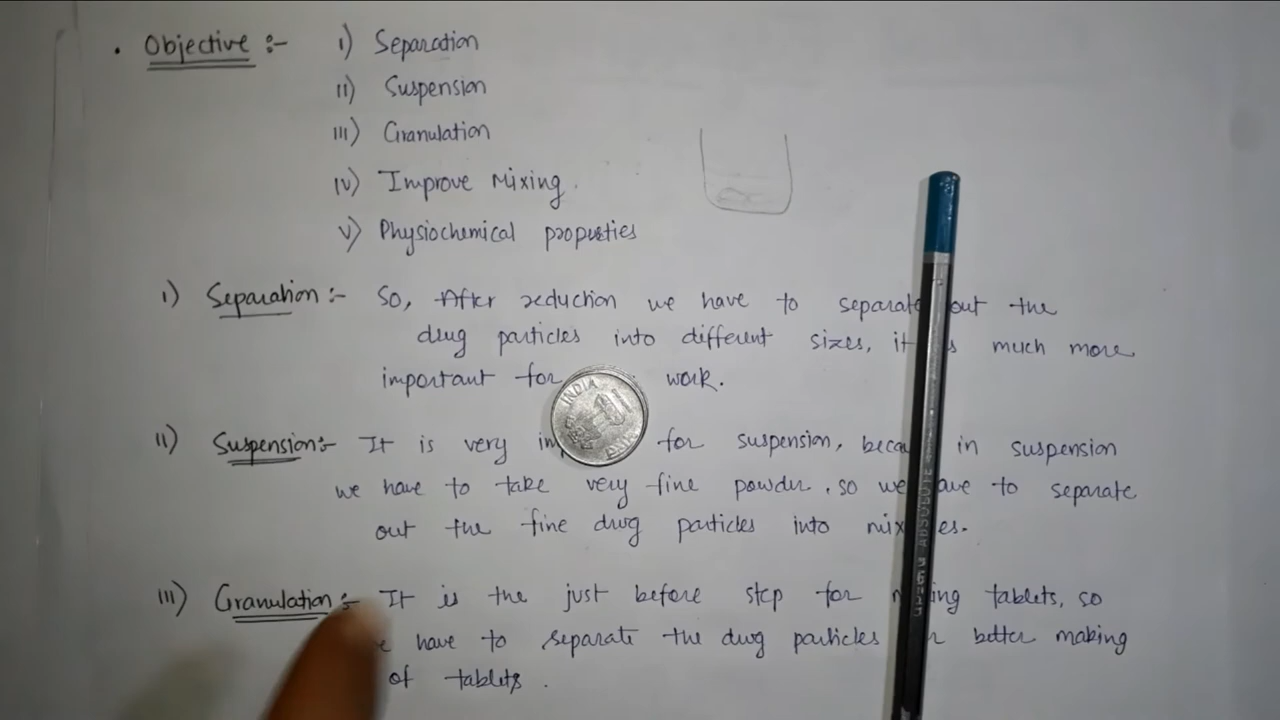 . Objective :- i) Separation
ii) Suspension
iii) Granulation
iv) Improve Mixing.
v) Physiochemical properties
i) Separation :- So, After reduction we have to separate out the
drug particles into different sizes, it much more
important for work.
INDIA
ii) Suspension:- It is very for suspension, in suspension
we have to take very fine powder. so we to separate
out the fine drug particles into
iii) Granulation :- It is the just before step for tablets, so
have to separate the drug particles better making
of tablets.